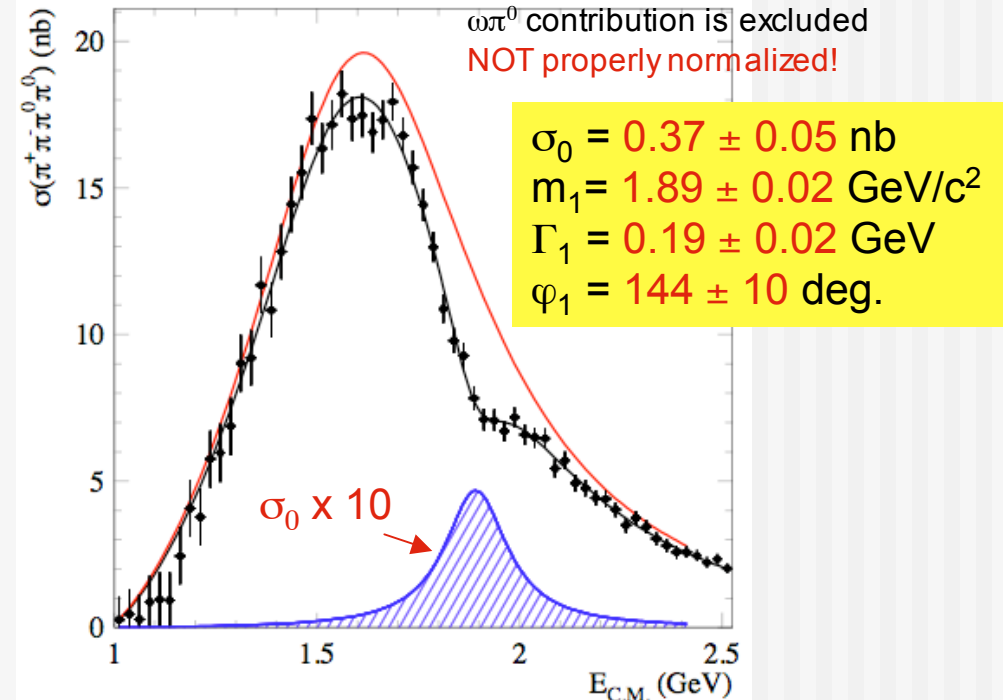 ωπ⁰ contribution is excluded
NOT properly normalized!
σ₀ = 0.37 ± 0.05 nb
m₁= 1.89 ± 0.02 GeV/c²
Γ₁ = 0.19 ± 0.02 GeV
φ₁ = 144 ± 10 deg.
σ(π⁺π⁻π⁰π⁰) (nb)
20
15
10
5
0
σ₀ x 10
1
1.5
2
2.5
E_C.M. (GeV)